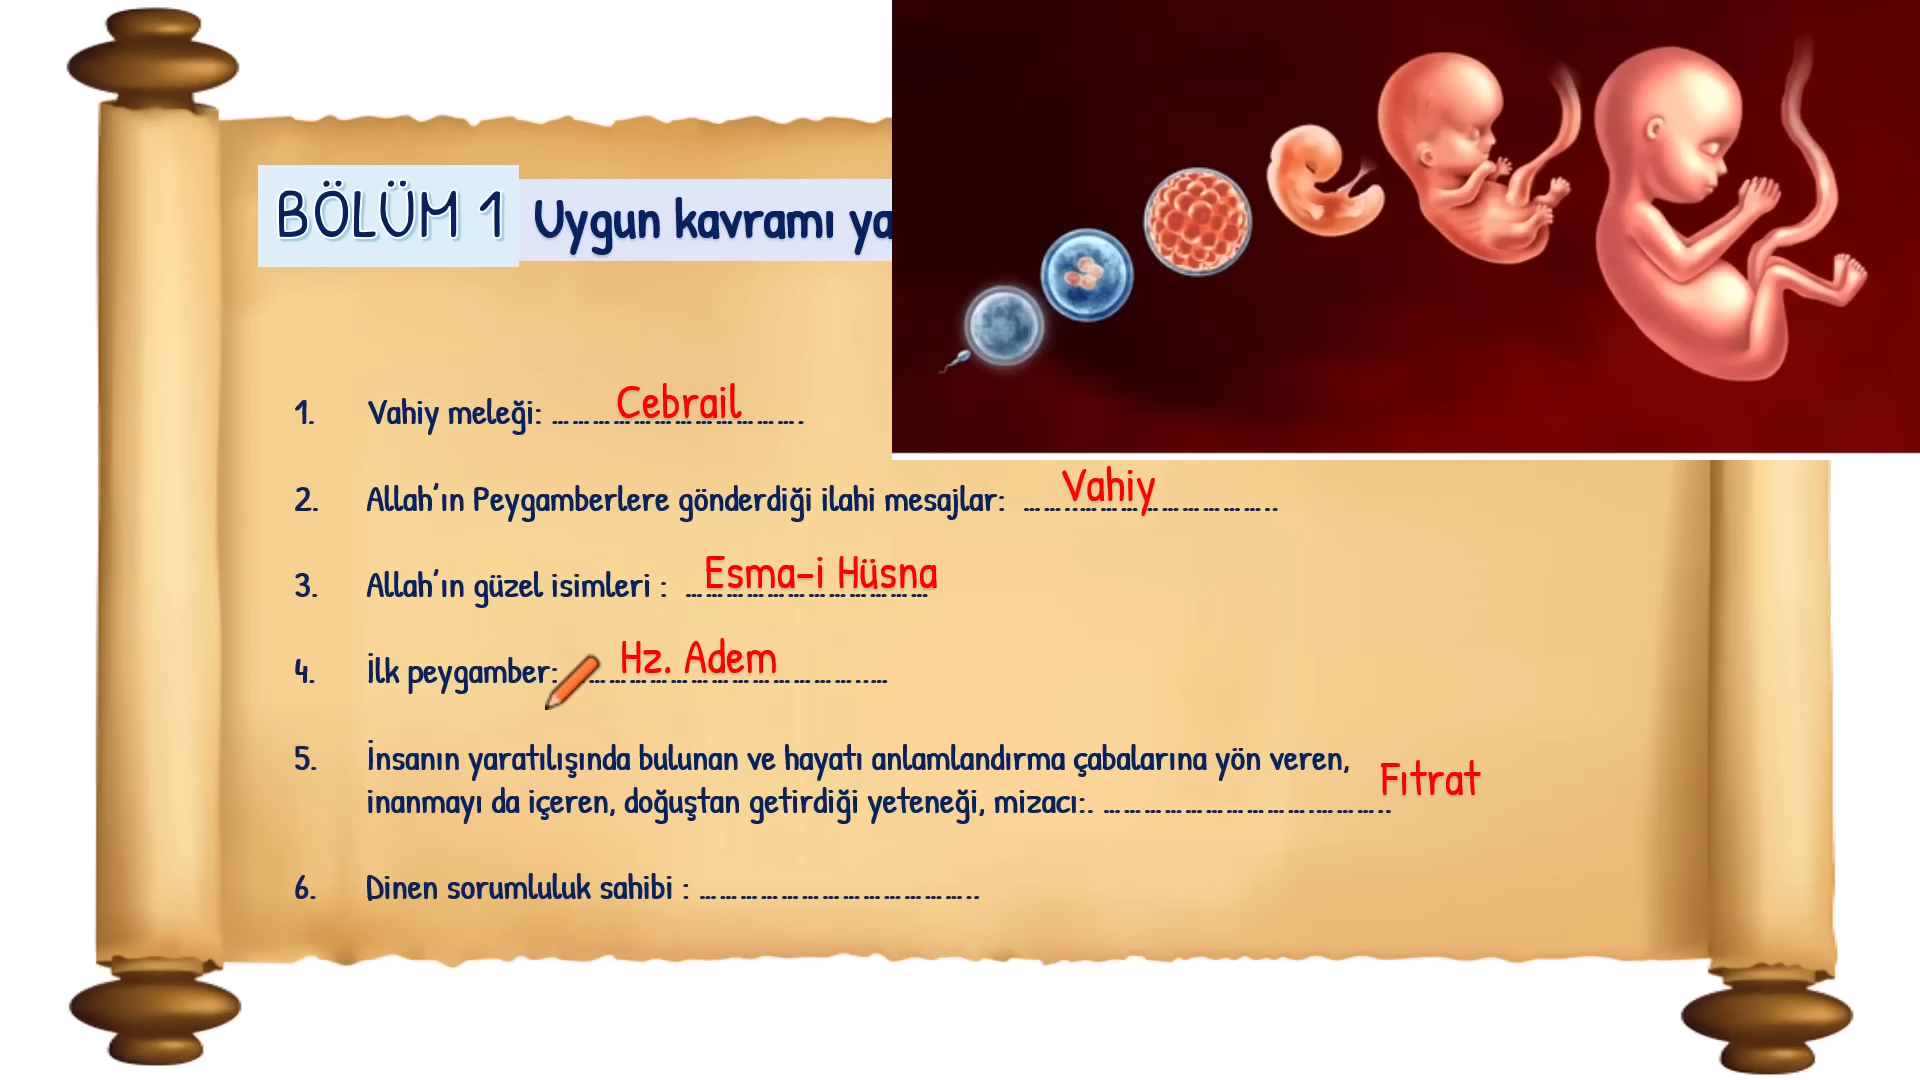 BÖLÜM 1 Uygun kavramı
1. Vahiy meleği: ………………………………. Cebrail
2. Allah'ın Peygamberlere gönderdiği ilahi mesajlar: ……..……………………….. Vahiy
3. Allah'ın güzel isimleri : ……………………………… Esma-i Hüsna
4. İlk peygamber: ……………………………………..… Hz. Adem
5. İnsanın yaratılışında bulunan ve hayatı anlamlandırma çabalarına yön veren,
inanmayı da içeren, doğuştan getirdiği yeteneği, mizacı:. ………………………….……….. Fıtrat
6. Dinen sorumluluk sahibi : …………………………………..